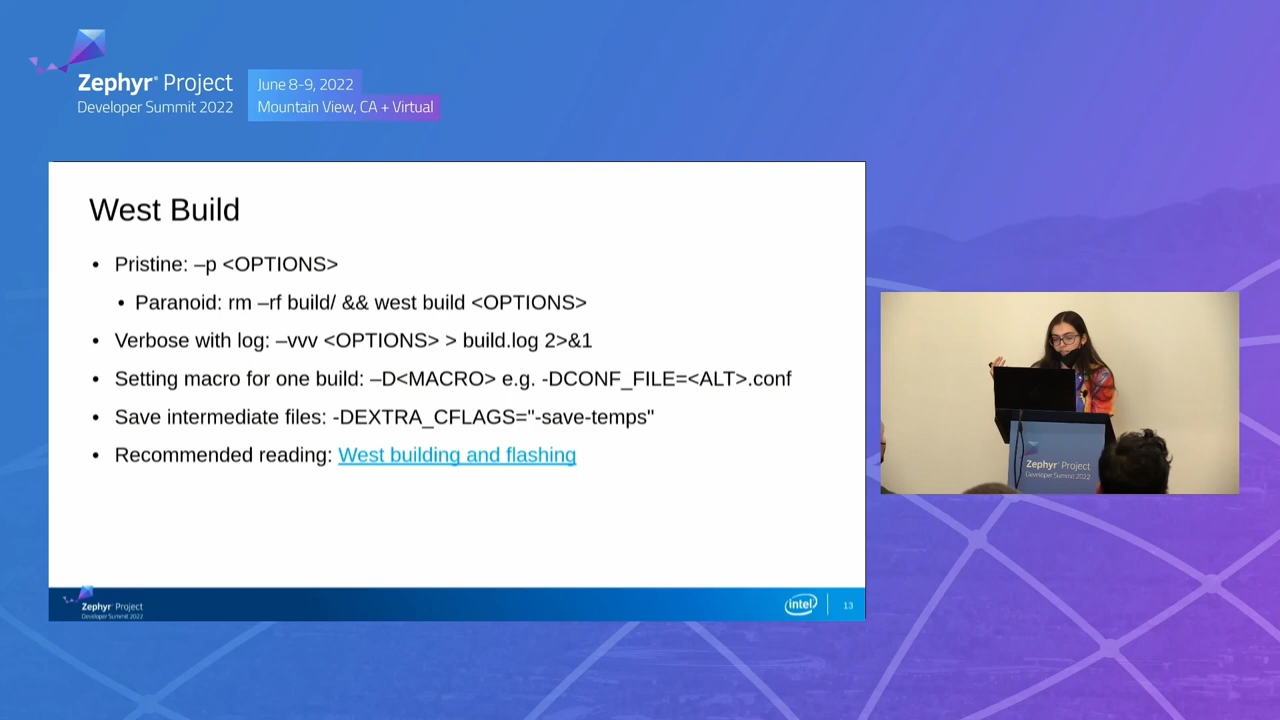 Zephyr® Project
Developer Summit 2022
June 8-9, 2022
Mountain View, CA + Virtual
West Build
• Pristine: –p <OPTIONS>
• Paranoid: rm –rf build/ && west build <OPTIONS>
• Verbose with log: –vvv <OPTIONS> > build.log 2>&1
• Setting macro for one build: –D<MACRO> e.g. -DCONF_FILE=<ALT>.conf
• Save intermediate files: -DEXTRA_CFLAGS="-save-temps"
• Recommended reading: West building and flashing
Zephyr® Project
Developer Summit 2022
intel
13
Zephyr® Project
Developer Summit 2022